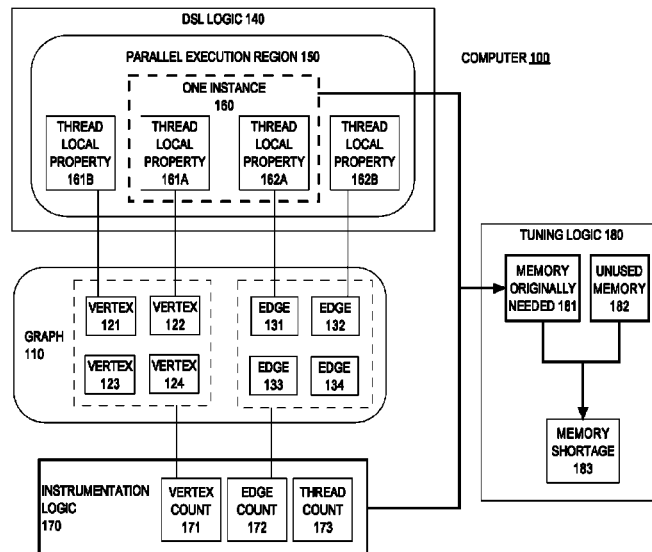 DSL LOGIC 140
PARALLEL EXECUTION REGION 150
COMPUTER 100
ONE INSTANCE
160
THREAD
LOCAL
PROPERTY
161B
THREAD
LOCAL
PROPERTY
161A
THREAD
LOCAL
PROPERTY
162A
THREAD
LOCAL
PROPERTY
162B
TUNING LOGIC 180
MEMORY
ORIGINALLY
NEEDED 181
UNUSED
MEMORY
182
MEMORY
SHORTAGE
183
GRAPH
110
VERTEX
121
VERTEX
122
EDGE
131
EDGE
132
VERTEX
123
VERTEX
124
EDGE
133
EDGE
134
INSTRUMENTATION
LOGIC
170
VERTEX
COUNT
171
EDGE
COUNT
172
THREAD
COUNT
173